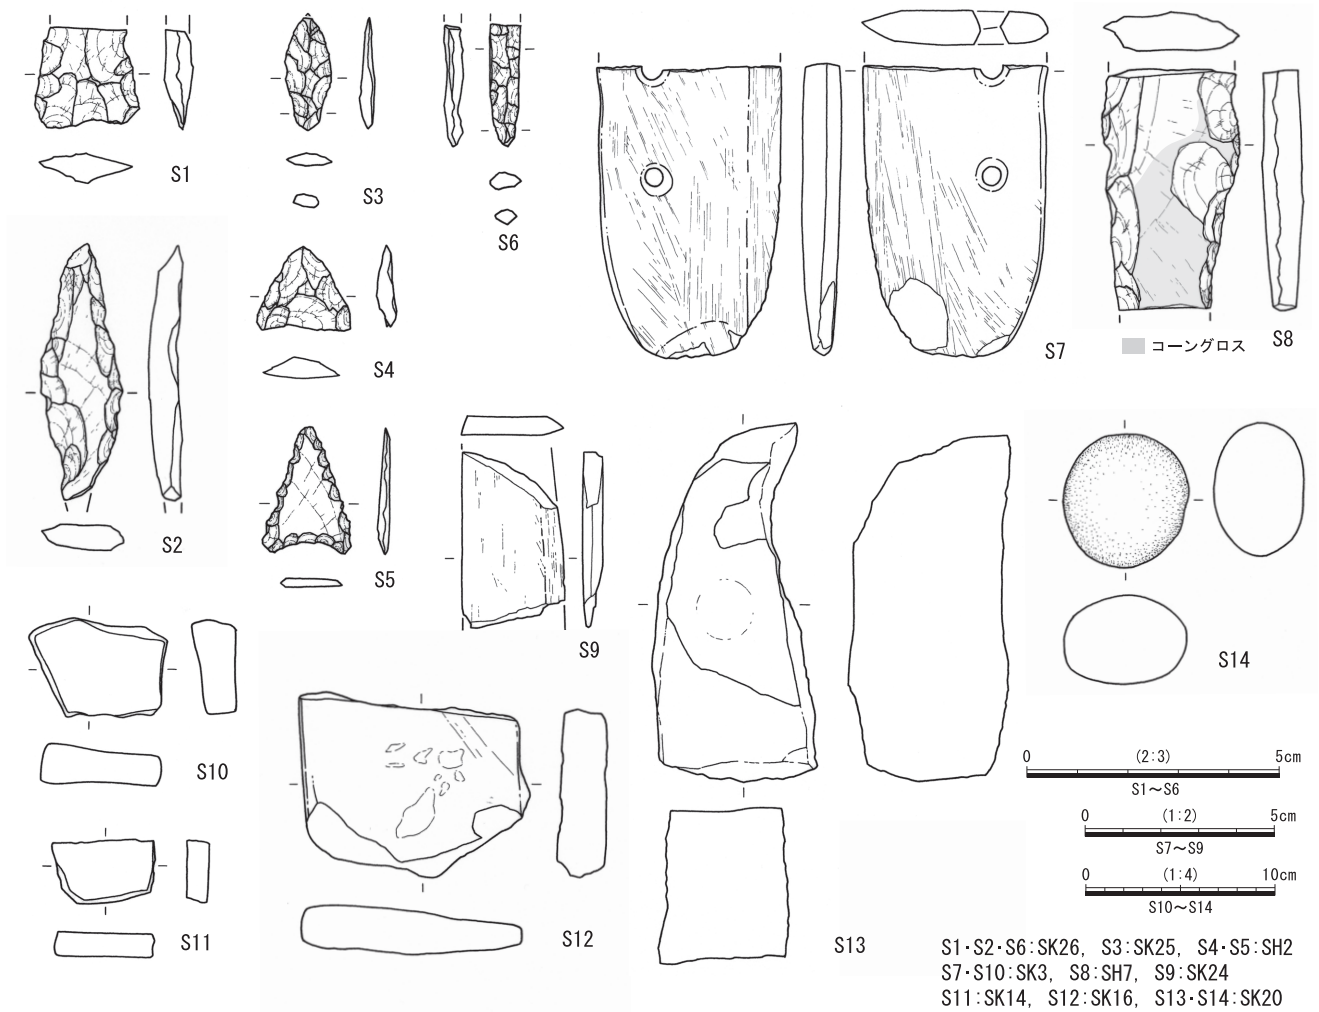 S1
S3
S6
S2
S4
S5
S7
S8
コーングロス
S9
S10
S11
S12
S13
S14
0 (2:3) 5cm
S1～S6
0 (1:2) 5cm
S7～S9
0 (1:4) 10cm
S10～S14
S1・S2・S6:SK26, S3:SK25, S4・S5:SH2
S7・S10:SK3, S8:SH7, S9:SK24
S11:SK14, S12:SK16, S13・S14:SK20